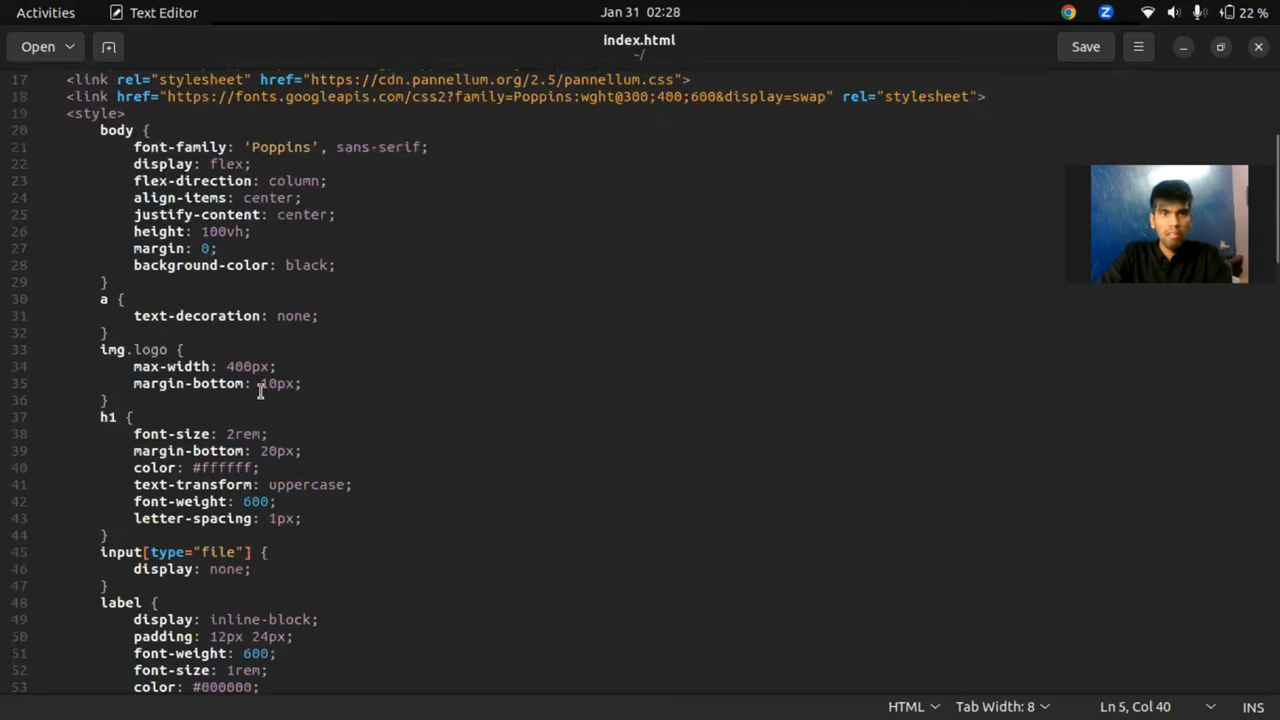 Activities Text Editor Jan 31 02:28 22 %
Open index.html Save
~/
17 <link rel="stylesheet" href="https://cdn.pannellum.org/2.5/pannellum.css">
18 <link href="https://fonts.googleapis.com/css2?family=Poppins:wght@300;400;600&display=swap" rel="stylesheet">
19 <style>
20 body {
21 font-family: 'Poppins', sans-serif;
22 display: flex;
23 flex-direction: column;
24 align-items: center;
25 justify-content: center;
26 height: 100vh;
27 margin: 0;
28 background-color: black;
29 }
30 a {
31 text-decoration: none;
32 }
33 img.logo {
34 max-width: 400px;
35 margin-bottom: 10px;
36 }
37 h1 {
38 font-size: 2rem;
39 margin-bottom: 20px;
40 color: #ffffff;
41 text-transform: uppercase;
42 font-weight: 600;
43 letter-spacing: 1px;
44 }
45 input[type="file"] {
46 display: none;
47 }
48 label {
49 display: inline-block;
50 padding: 12px 24px;
51 font-weight: 600;
52 font-size: 1rem;
53 color: #000000;
HTML Tab Width: 8 Ln 5, Col 40 INS